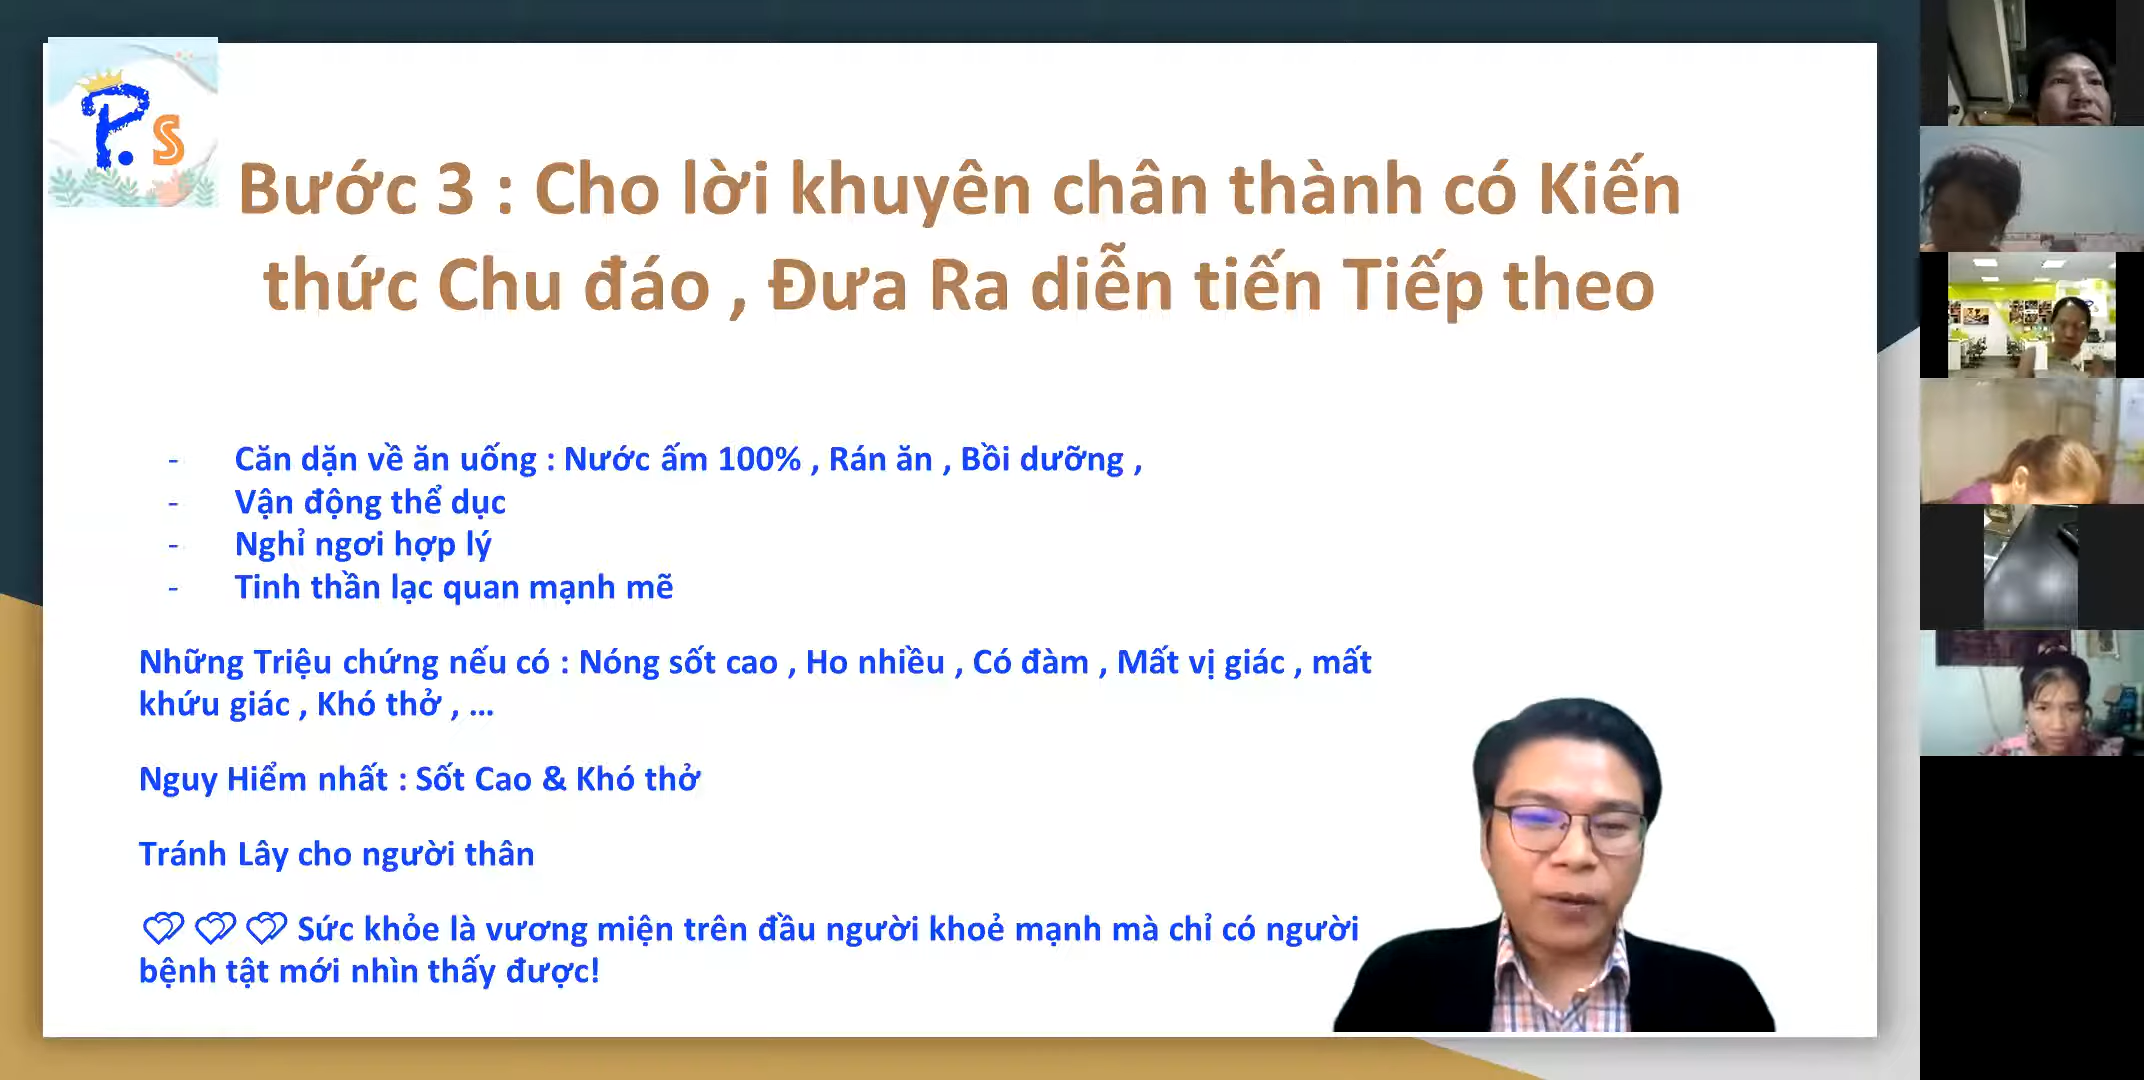 P.s
Bước 3 : Cho lời khuyên chân thành có Kiến
thức Chu đáo , Đưa Ra diễn tiến Tiếp theo
- Căn dặn về ăn uống : Nước ấm 100% , Rán ăn , Bồi dưỡng ,
- Vận động thể dục
- Nghỉ ngơi hợp lý
- Tinh thần lạc quan mạnh mẽ
Những Triệu chứng nếu có : Nóng sốt cao , Ho nhiều , Có đàm , Mất vị giác , mất
khứu giác , Khó thở , ...
Nguy Hiểm nhất : Sốt Cao & Khó thở
Tránh Lây cho người thân
💕 💕 💕 Sức khỏe là vương miện trên đầu người khoẻ mạnh mà chỉ có người
bệnh tật mới nhìn thấy được!